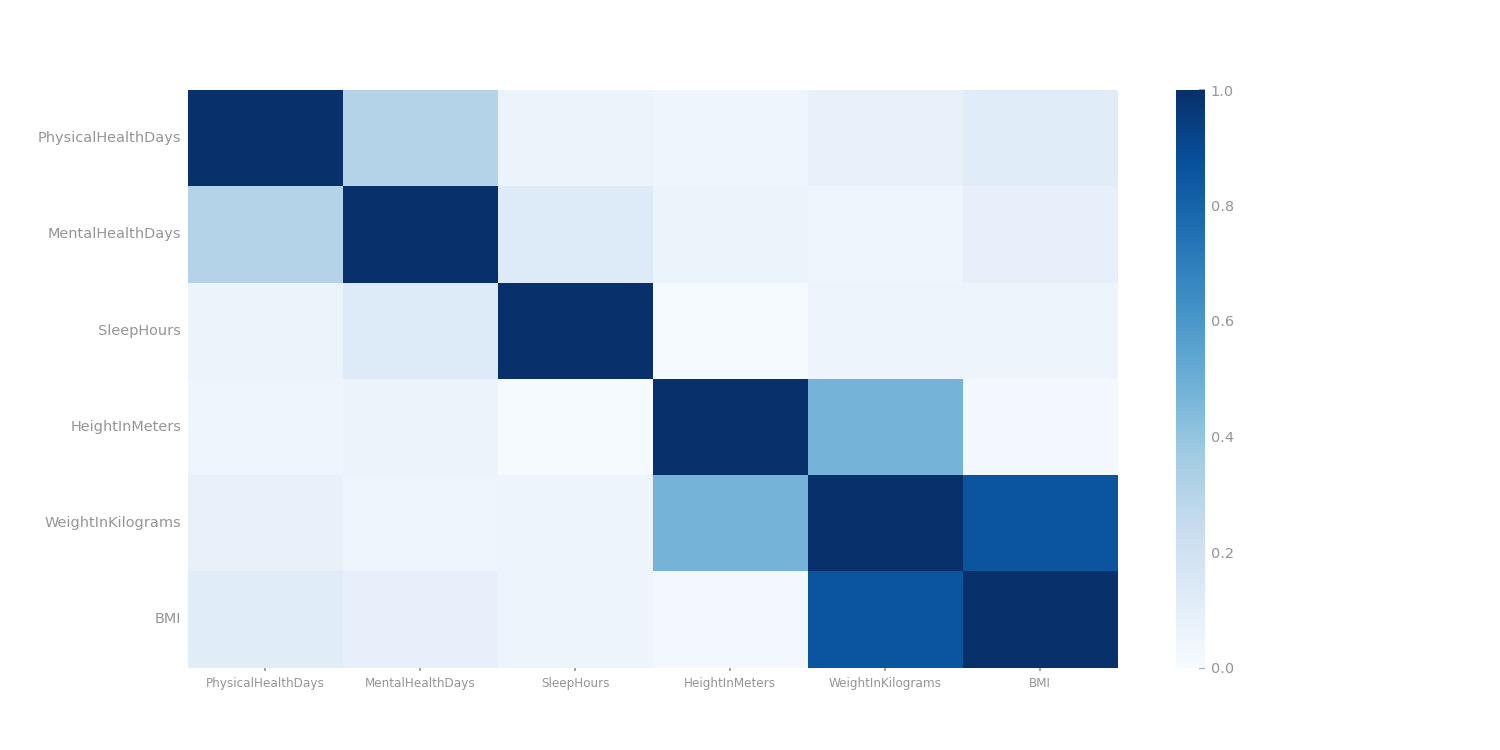 PhysicalHealthDays
MentalHealthDays
SleepHours
HeightInMeters
WeightInKilograms
BMI
PhysicalHealthDays MentalHealthDays SleepHours HeightInMeters WeightInKilograms BMI
1.0
0.8
0.6
0.4
0.2
0.0